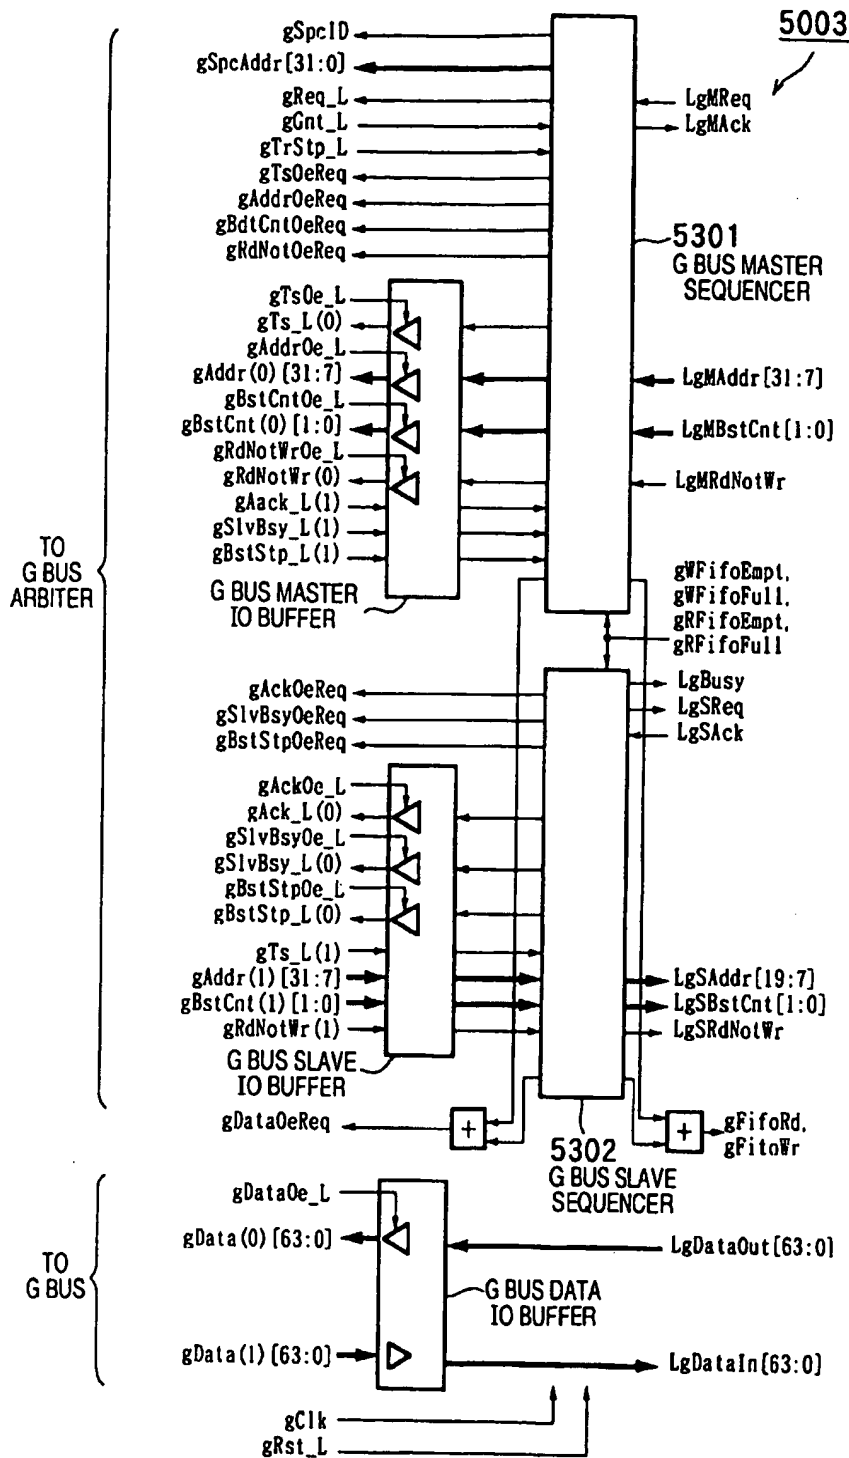 5003
gSpcID
gSpcAddr[31:0]
gReq_L
gGnt_L
gTrStp_L
gTsOeReq
gAddrOeReq
gBdtCntOeReq
gRdNotOeReq
LgMReq
LgMAck
5301
G BUS MASTER
SEQUENCER
gTsOe_L
gTs_L(0)
gAddrOe_L
gAddr(0)[31:7]
gBstCntOe_L
gBstCnt(0)[1:0]
gRdNotWrOe_L
gRdNotWr(0)
gAack_L(1)
gSlvBsy_L(1)
gBstStp_L(1)
LgMAddr[31:7]
LgMBstCnt[1:0]
LgMRdNotWr
TO
G BUS
ARBITER
G BUS MASTER
IO BUFFER
gWFifoEmpt,
gWFifoFull,
gRFifoEmpt,
gRFifoFull
gAckOeReq
gSlvBsyOeReq
gBstStpOeReq
LgBusy
LgSReq
LgSAck
gAckOe_L
gAck_L(0)
gSlvBsyOe_L
gSlvBsy_L(0)
gBstStpOe_L
gBstStp_L(0)
gTs_L(1)
gAddr(1)[31:7]
gBstCnt(1)[1:0]
gRdNotWr(1)
LgSAddr[19:7]
LgSBstCnt[1:0]
LgSRdNotWr
G BUS SLAVE
IO BUFFER
gDataOeReq
+
+
gFifoRd,
gFitoWr
5302
G BUS SLAVE
SEQUENCER
TO
G BUS
gDataOe_L
gData(0)[63:0]
LgDataOut[63:0]
G BUS DATA
IO BUFFER
gData(1)[63:0]
LgDataIn[63:0]
gClk
gRst_L